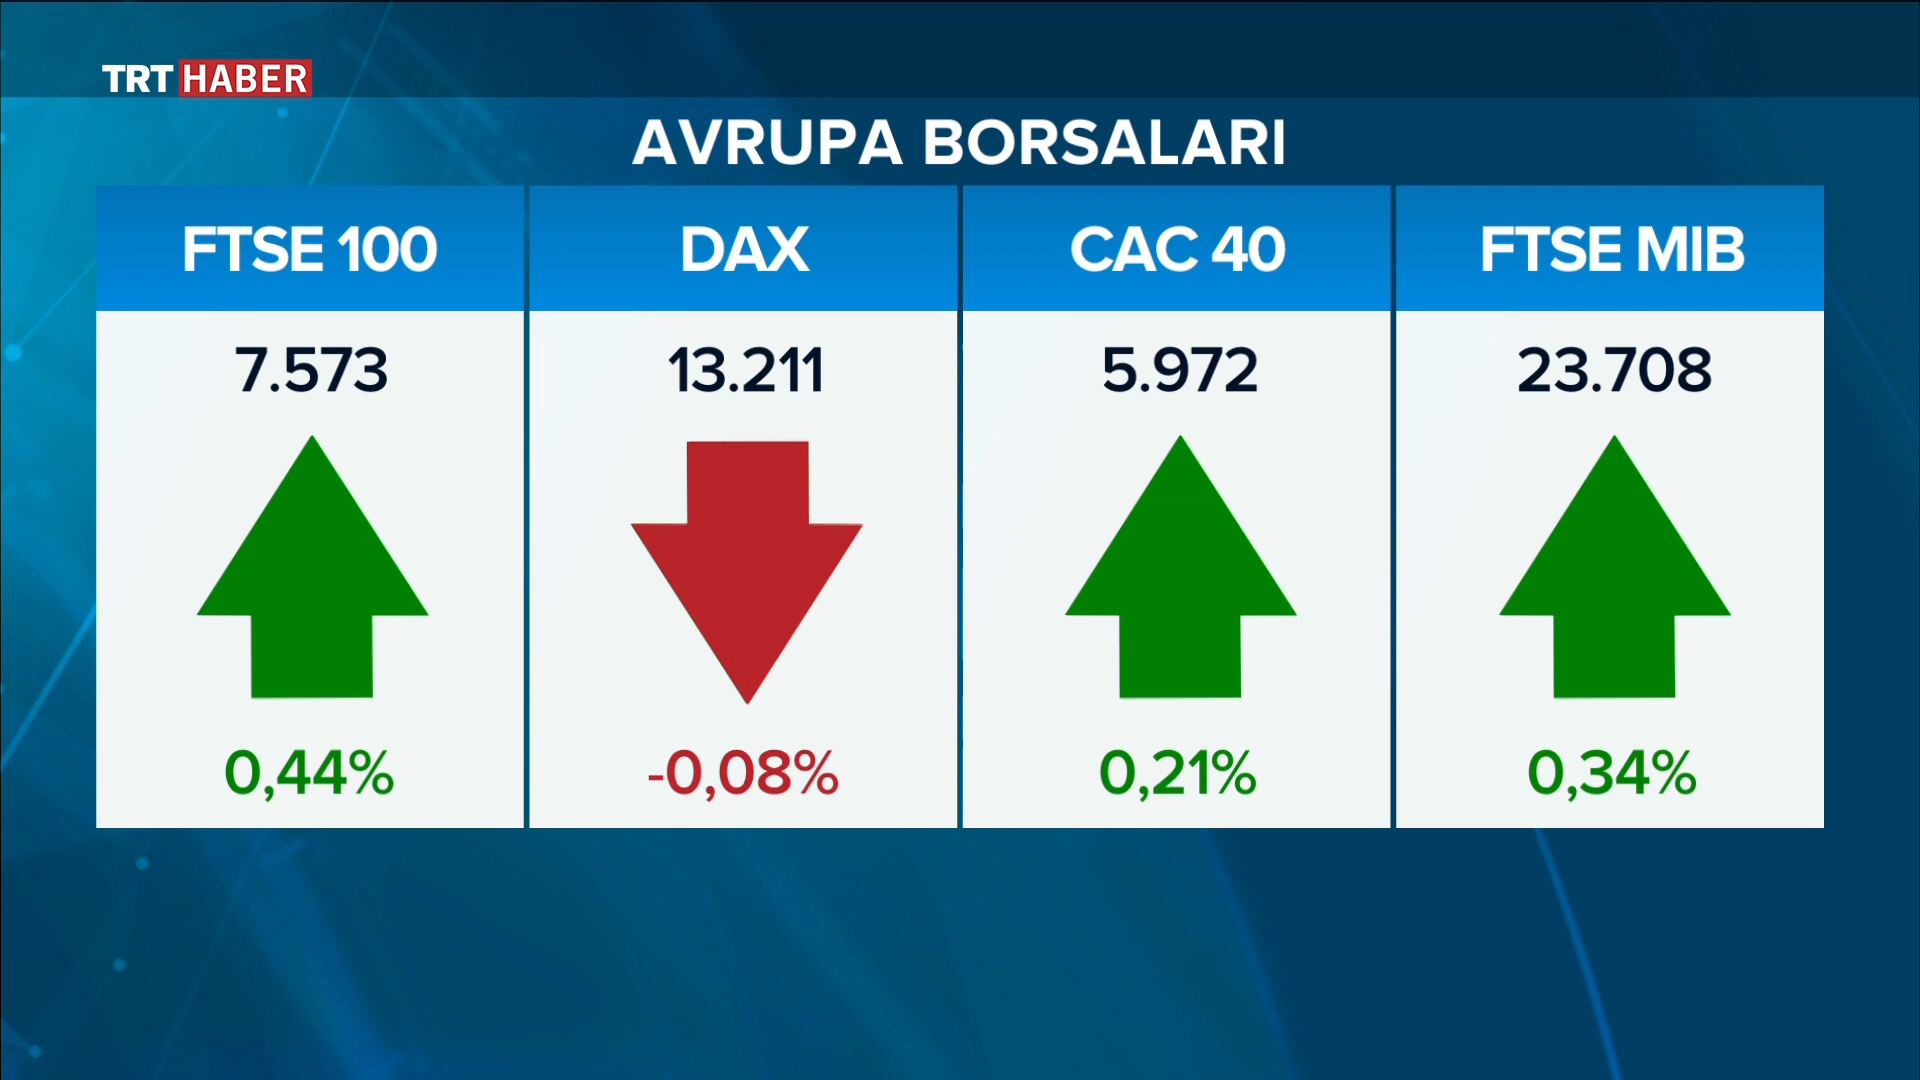 TRT HABER
AVRUPA BORSALARI
FTSE 100 DAX CAC 40 FTSE MIB
7.573 13.211 5.972 23.708
0,44% -0,08% 0,21% 0,34%